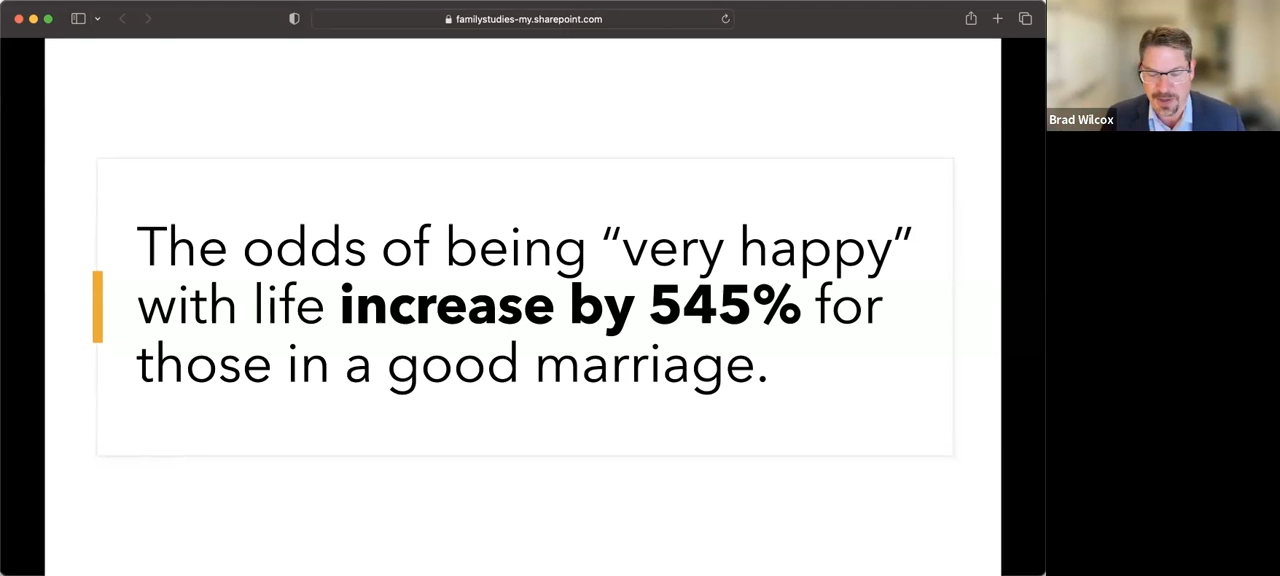 familystudies-my.sharepoint.com
Brad Wilcox
The odds of being “very happy”
with life increase by 545% for
those in a good marriage.